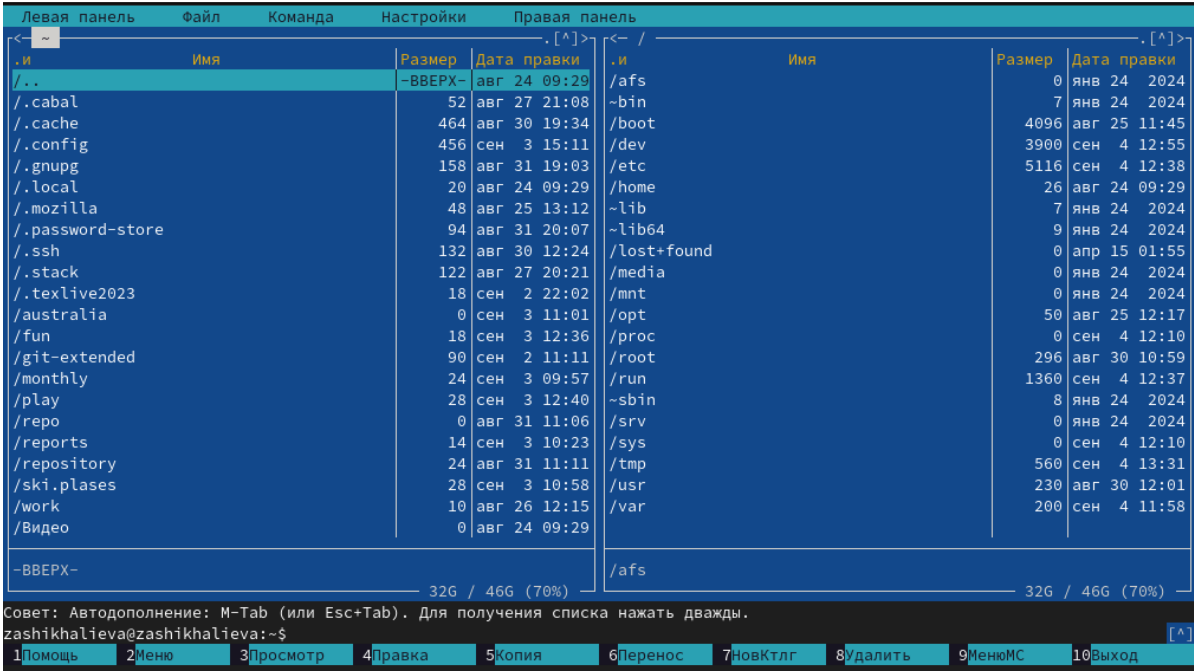 Левая панель Файл Команда Настройки Правая панель
<─ ~ .[^]>
.и Имя Размер Дата правки
/.. -ВВЕРХ- авг 24 09:29
/.cabal 52 авг 27 21:08
/.cache 464 авг 30 19:34
/.config 456 сен 3 15:11
/.gnupg 158 авг 31 19:03
/.local 20 авг 24 09:29
/.mozilla 48 авг 25 13:12
/.password-store 94 авг 31 20:07
/.ssh 132 авг 30 12:24
/.stack 122 авг 27 20:21
/.texlive2023 18 сен 2 22:02
/australia 0 сен 3 11:01
/fun 18 сен 3 12:36
/git-extended 90 сен 2 11:11
/monthly 24 сен 3 09:57
/play 28 сен 3 12:40
/repo 0 авг 31 11:06
/reports 14 сен 3 10:23
/repository 24 авг 31 11:11
/ski.plases 28 сен 3 10:58
/work 10 авг 26 12:15
/Видео 0 авг 24 09:29
-ВВЕРХ-
32G / 46G (70%)
<─ / .[^]>
.и Имя Размер Дата правки
/afs 0 янв 24 2024
~bin 7 янв 24 2024
/boot 4096 авг 25 11:45
/dev 3900 сен 4 12:55
/etc 5116 сен 4 12:38
/home 26 авг 24 09:29
~lib 7 янв 24 2024
~lib64 9 янв 24 2024
/lost+found 0 апр 15 01:55
/media 0 янв 24 2024
/mnt 0 янв 24 2024
/opt 50 авг 25 12:17
/proc 0 сен 4 12:10
/root 296 авг 30 10:59
/run 1360 сен 4 12:37
~sbin 8 янв 24 2024
/srv 0 янв 24 2024
/sys 0 сен 4 12:10
/tmp 560 сен 4 13:31
/usr 230 авг 30 12:01
/var 200 сен 4 11:58
/afs
32G / 46G (70%)
Совет: Автодополнение: M-Tab (или Esc+Tab). Для получения списка нажать дважды.
zashikhalieva@zashikhalieva:~$ [^]
1Помощь 2Меню 3Просмотр 4Правка 5Копия 6Перенос 7НовКтлг 8Удалить 9МенюMC 10Выход